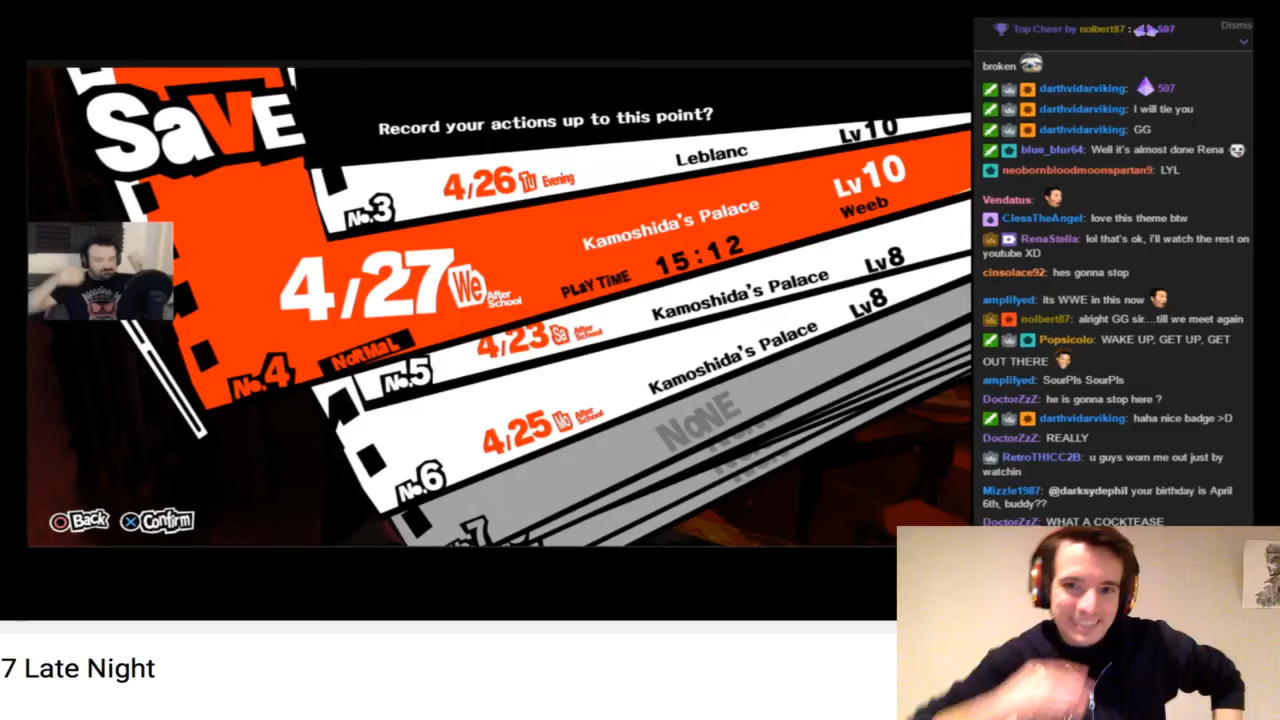 SaVE
Record your actions up to this point?
No.3 4/26 Tu Evening Leblanc Lv10
No.4 4/27 We After School Kamoshida's Palace Lv10
NoRMaL PLaY TiME 15:12 Weeb
No.5 4/23 Sa After School Kamoshida's Palace Lv8
No.6 4/25 Mo After School Kamoshida's Palace Lv8
NoNE
Back Confirm
7 Late Night
Top Cheer by nolbert87 : 507
Dismis
broken
darthvidarviking: 507
darthvidarviking: I will tie you
darthvidarviking: GG
blue_blur64: Well it's almost done Rena
neobornbloodmoonspartan9: LYL
Vendatus:
ClessTheAngel: love this theme btw
RenaStella: lol that's ok, i'll watch the rest on
youtube XD
cinsolace92: hes gonna stop
amplifyed: its WWE in this now
nolbert87: alright GG sir....till we meet again
Popsicolo: WAKE UP, GET UP, GET
OUT THERE
amplifyed: SourPls SourPls
DoctorZzZ: he is gonna stop here ?
darthvidarviking: haha nice badge >D
DoctorZzZ: REALLY
RetroTHICC2B: u guys worn me out just by
watchin
Mizzle1987: @darksydephil your birthday is April
6th, buddy??
DoctorZzZ: WHAT A COCKTEASE